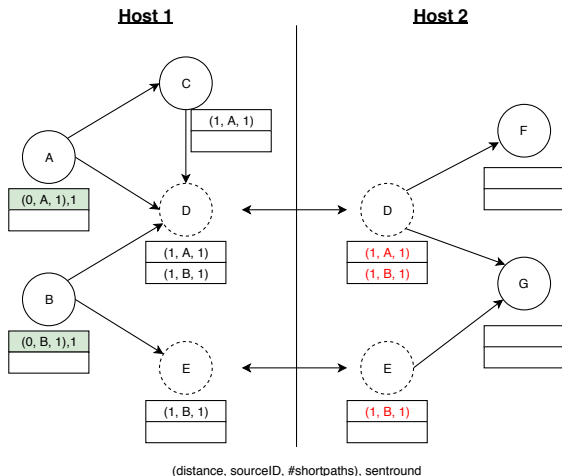 Host 1
Host 2
C
(1, A, 1)
F
A
(0, A, 1),1
D
D
(1, A, 1)
(1, B, 1)
(1, A, 1)
(1, B, 1)
G
B
(0, B, 1),1
E
E
(1, B, 1)
(1, B, 1)
(distance, sourceID, #shortpaths), sentround